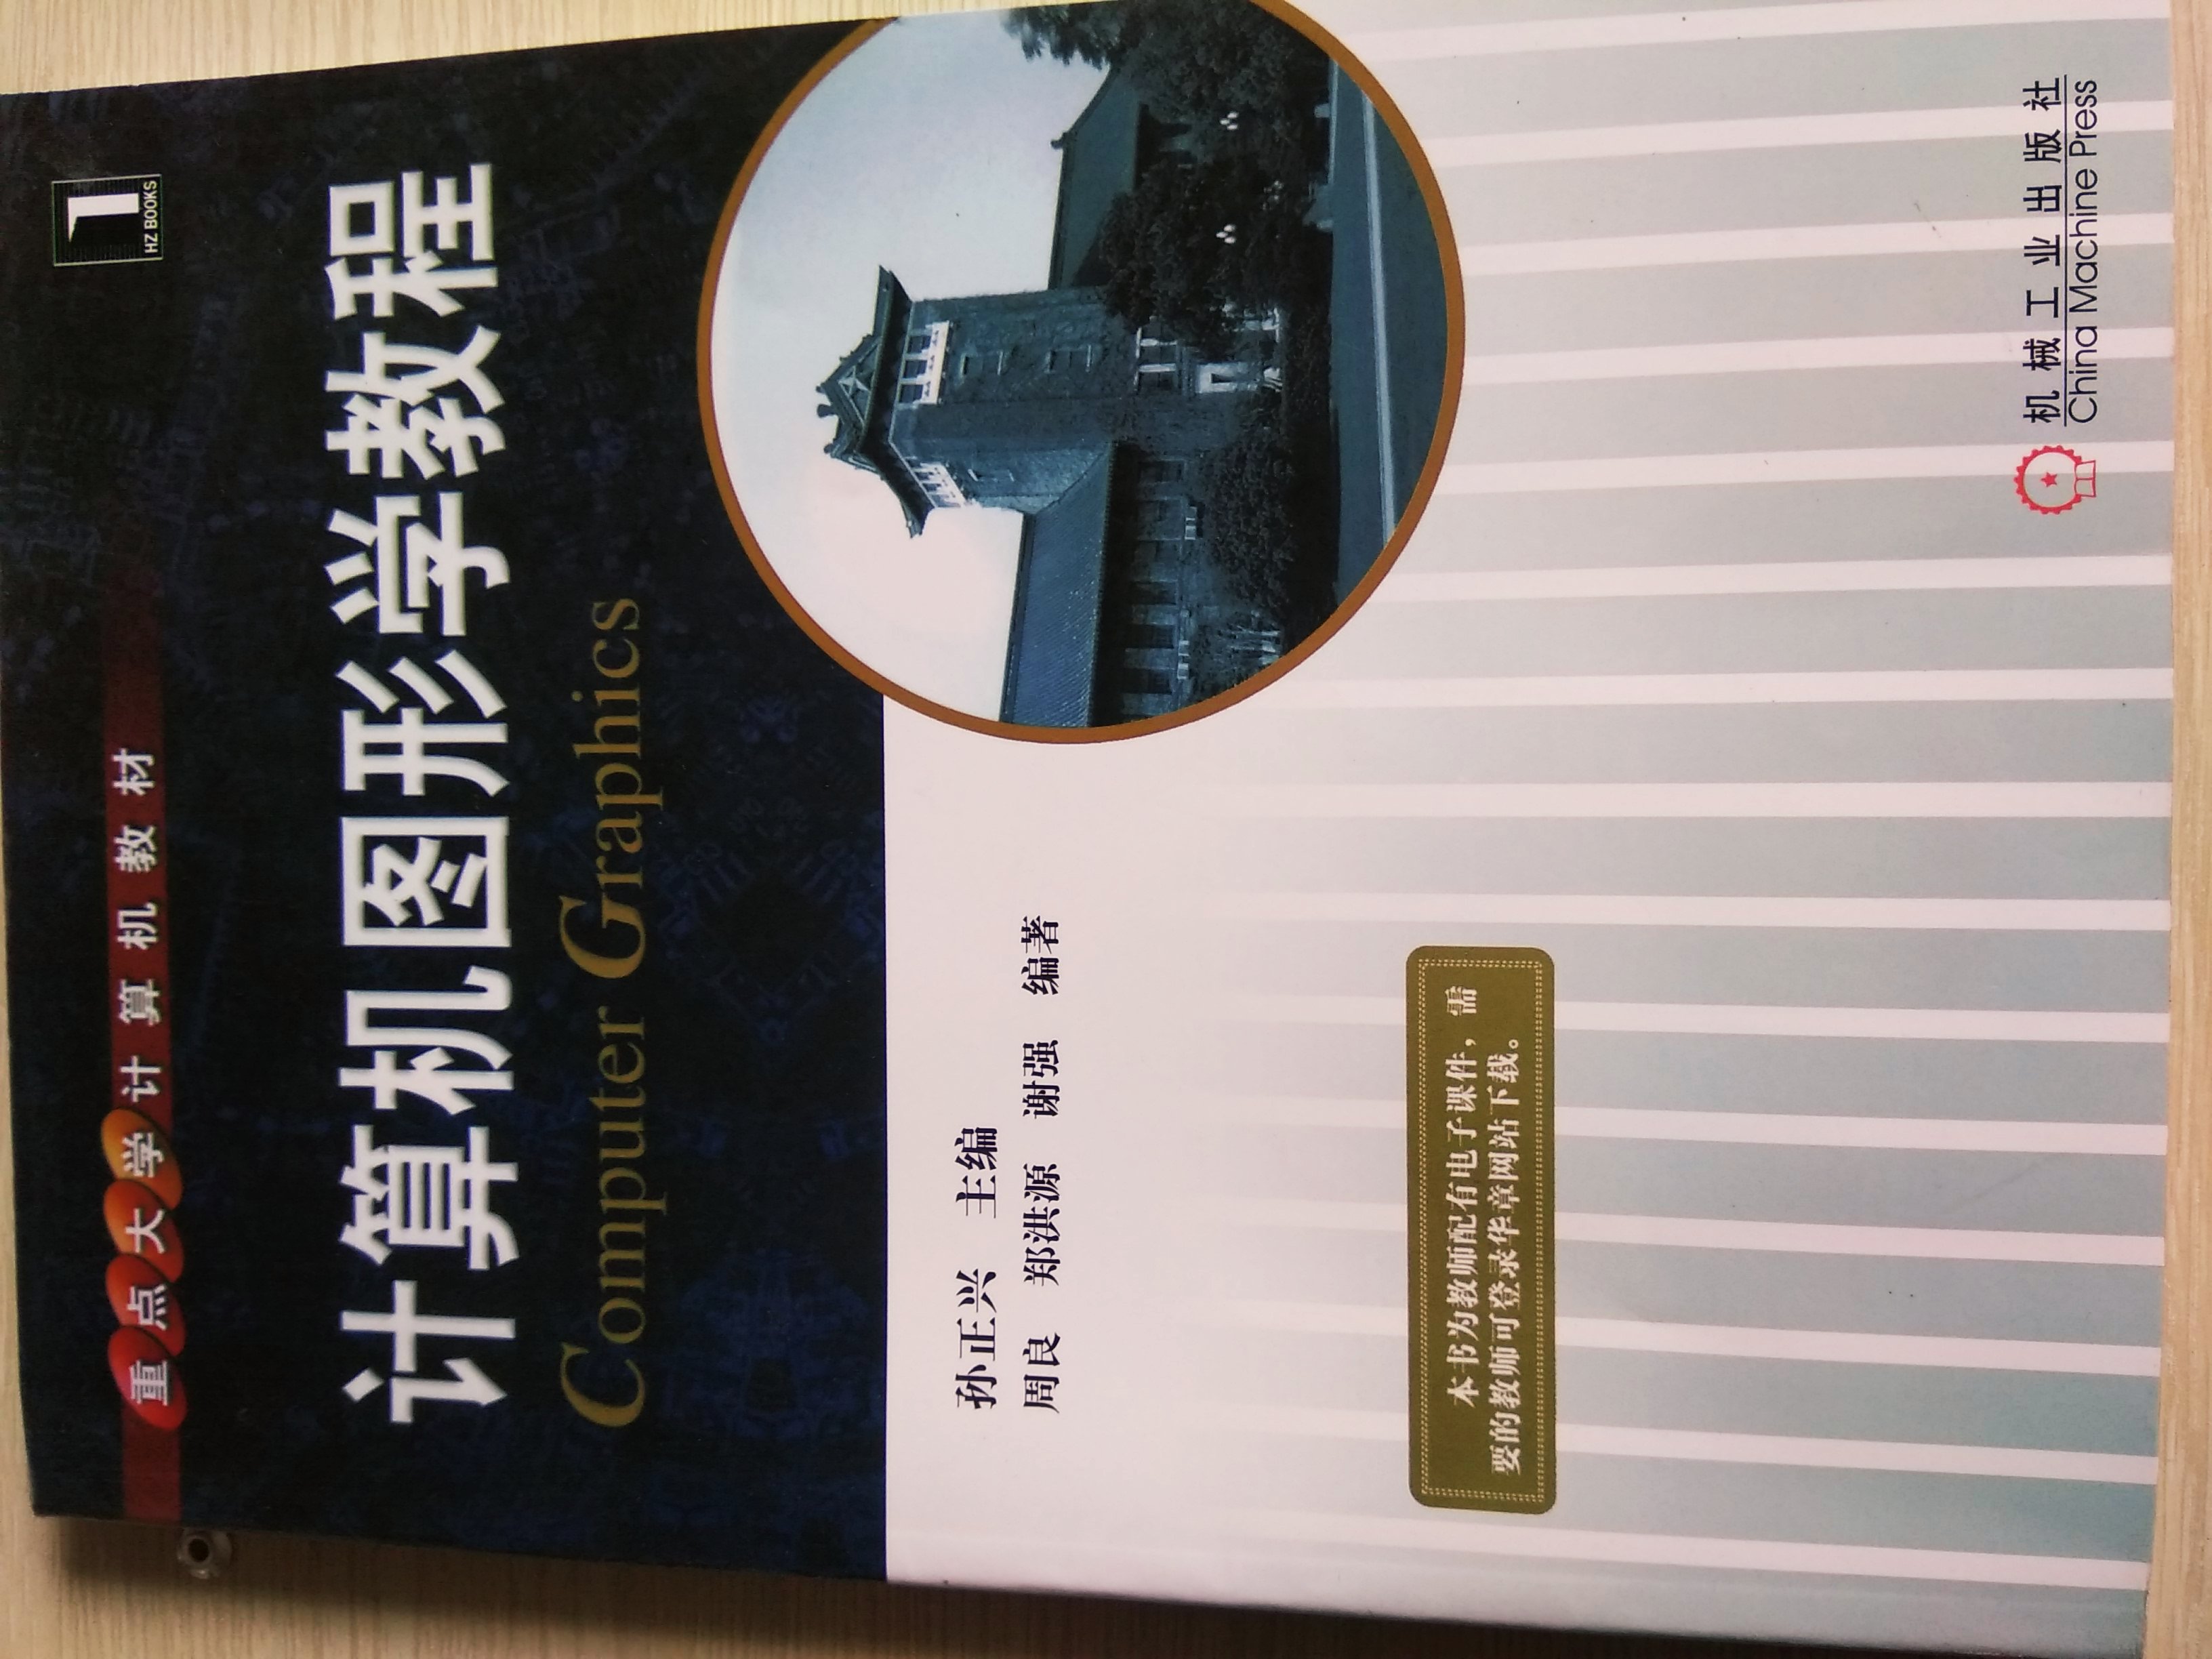 HZ BOOKS
重点大学计算机教材
计算机图形学教程
Computer Graphics
孙正兴 主编
周良 郑洪源 谢强 编著
本书为教师配有电子课件，需
要的教师可登录华章网站下载。
机械工业出版社
China Machine Press